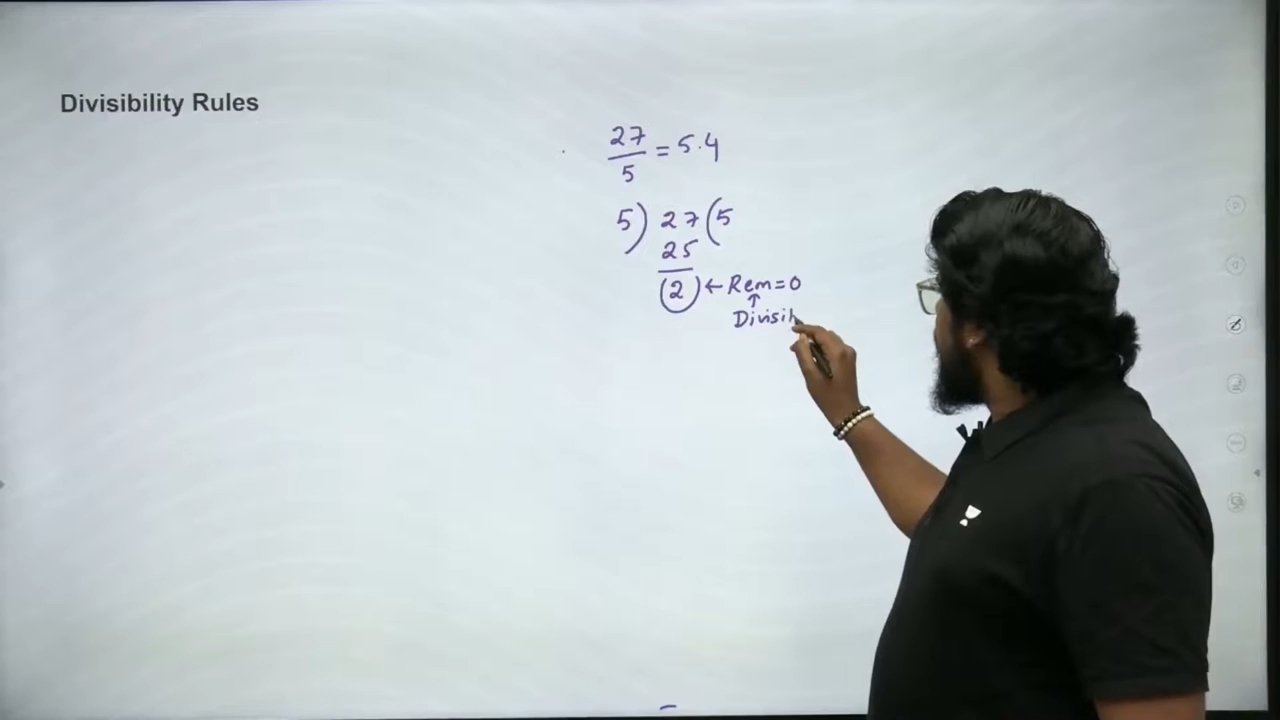 Divisibility Rules
27
5
= 5.4
5) 27 (5
25
(2) ← Rem = 0
↑
Divisib